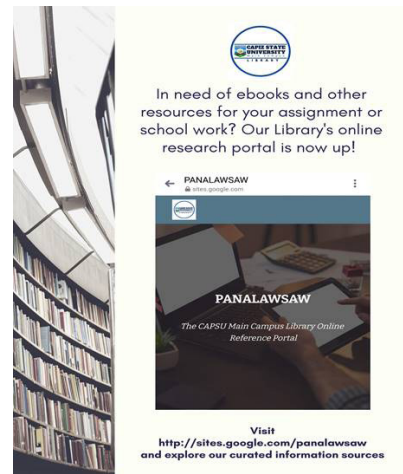 CAPIZ STATE
UNIVERSITY
LIBRARY
In need of ebooks and other
resources for your assignment or
school work? Our Library's online
research portal is now up!
PANALAWSAW
sites.google.com
PANALAWSAW
The CAPSU Main Campus Library Online
Reference Portal
Visit
http://sites.google.com/panalawsaw
and explore our curated information sources